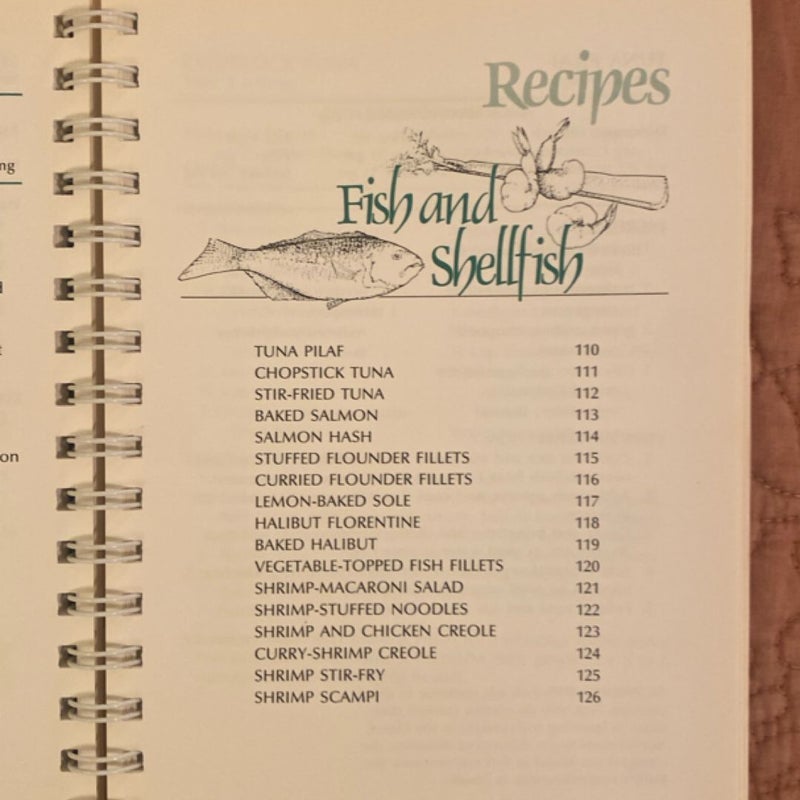 ng
t
on
Recipes
Fish and
Shellfish
TUNA PILAF 110
CHOPSTICK TUNA 111
STIR-FRIED TUNA 112
BAKED SALMON 113
SALMON HASH 114
STUFFED FLOUNDER FILLETS 115
CURRIED FLOUNDER FILLETS 116
LEMON-BAKED SOLE 117
HALIBUT FLORENTINE 118
BAKED HALIBUT 119
VEGETABLE-TOPPED FISH FILLETS 120
SHRIMP-MACARONI SALAD 121
SHRIMP-STUFFED NOODLES 122
SHRIMP AND CHICKEN CREOLE 123
CURRY-SHRIMP CREOLE 124
SHRIMP STIR-FRY 125
SHRIMP SCAMPI 126